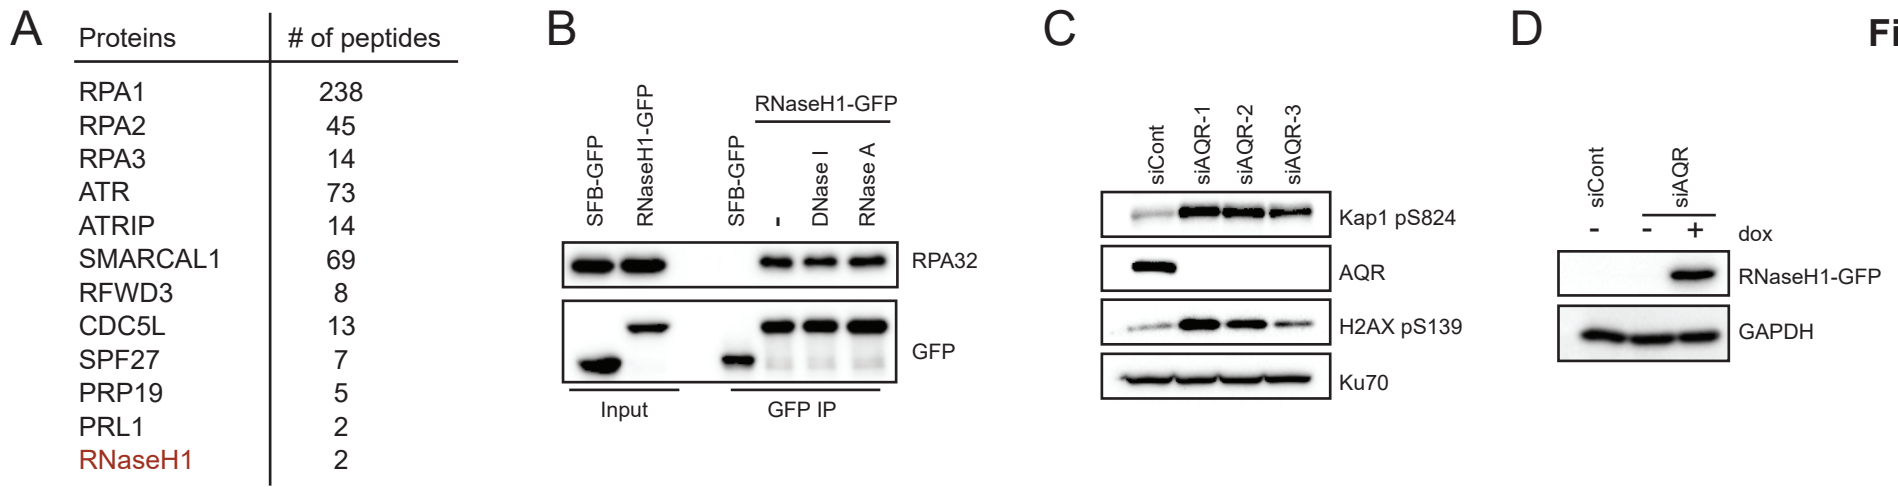 A
Proteins # of peptides
RPA1 238
RPA2 45
RPA3 14
ATR 73
ATRIP 14
SMARCAL1 69
RFWD3 8
CDC5L 13
SPF27 7
PRP19 5
PRL1 2
RNaseH1 2
B
RNaseH1-GFP
SFB-GFP
RNaseH1-GFP
SFB-GFP
-
DNase I
RNase A
RPA32
GFP
Input GFP IP
C
siCont
siAQR-1
siAQR-2
siAQR-3
Kap1 pS824
AQR
H2AX pS139
Ku70
D
siCont
siAQR
- - + dox
RNaseH1-GFP
GAPDH
Fi